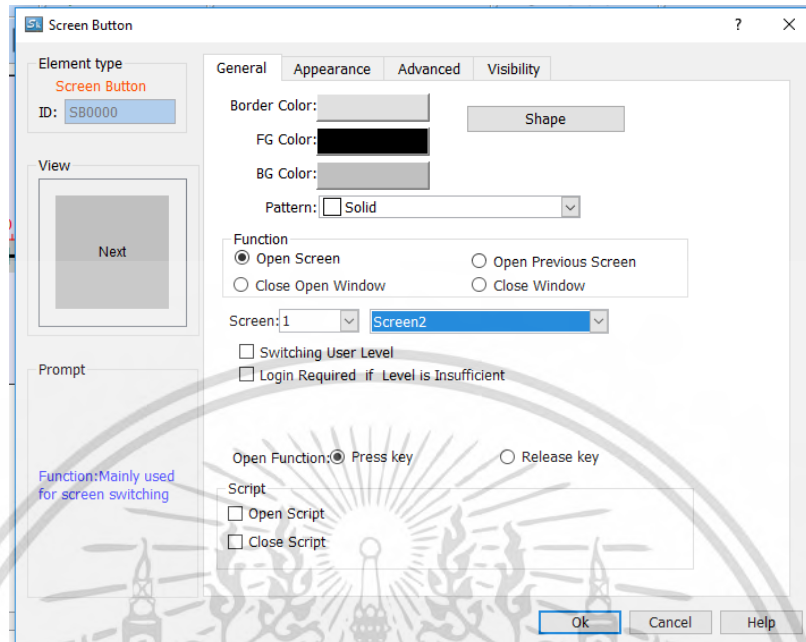 Screen Button
?
Element type
Screen Button
ID: SB0000
View
Next
Prompt
Function:Mainly used
for screen switching
General Appearance Advanced Visibility
Border Color:
Shape
FG Color:
BG Color:
Pattern: Solid
Function
Open Screen Open Previous Screen
Close Open Window Close Window
Screen: 1 Screen2
Switching User Level
Login Required if Level is Insufficient
Open Function: Press key Release key
Script
Open Script
Close Script
Ok Cancel Help